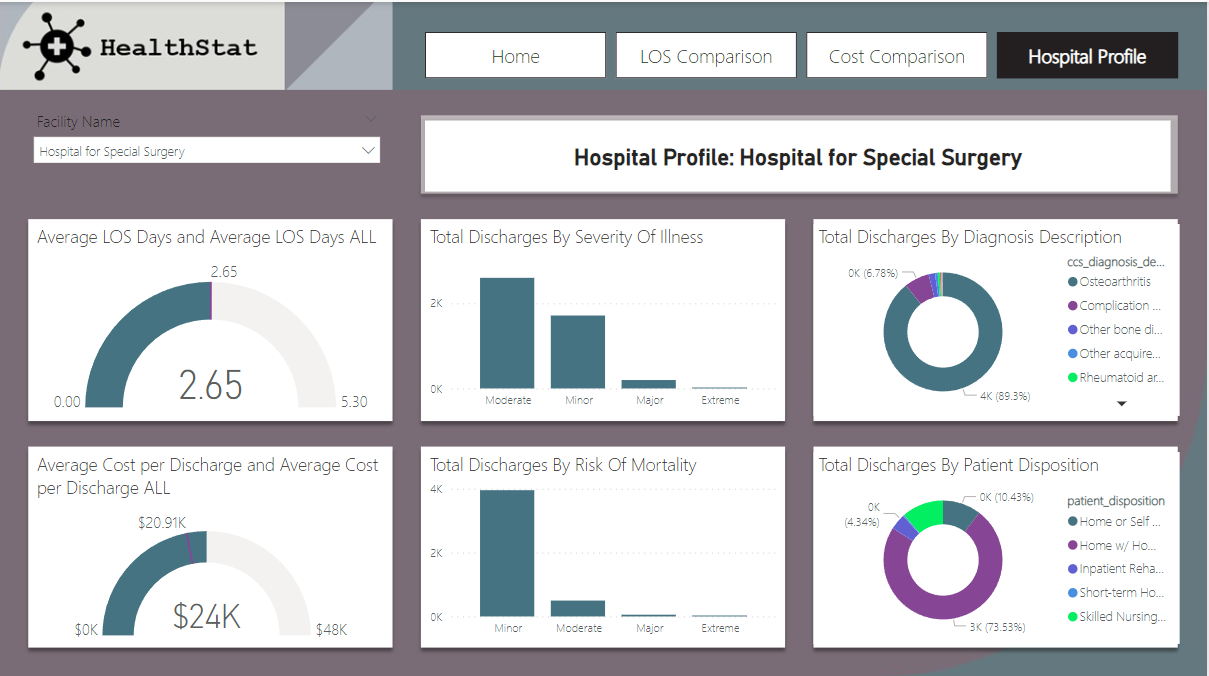 HealthStat
Home
LOS Comparison
Cost Comparison
Hospital Profile
Facility Name
Hospital for Special Surgery
Hospital Profile: Hospital for Special Surgery
Average LOS Days and Average LOS Days ALL
2.65
2.65
0.00
5.30
Total Discharges By Severity Of Illness
2K
0K
Moderate
Minor
Major
Extreme
Total Discharges By Diagnosis Description
ccs_diagnosis_de...
0K (6.78%)
Osteoarthritis
Complication ...
Other bone di...
Other acquire...
Rheumatoid ar...
4K (89.3%)
Average Cost per Discharge and Average Cost
per Discharge ALL
$20.91K
$24K
$0K
$48K
Total Discharges By Risk Of Mortality
4K
2K
0K
Minor
Moderate
Major
Extreme
Total Discharges By Patient Disposition
0K (10.43%)
patient_disposition
0K
(4.34%)
Home or Self ...
Home w/ Ho...
Inpatient Reha...
Short-term Ho...
Skilled Nursing...
3K (73.53%)